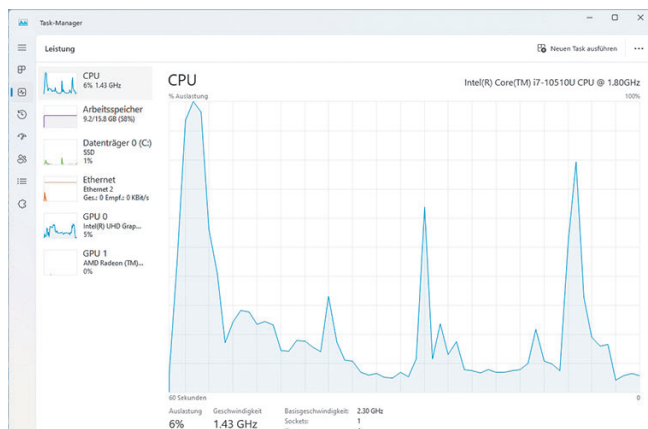 Task-Manager
Leistung
Neuen Task ausführen
CPU
6% 1.43 GHz
Arbeitsspeicher
9.2/15.8 GB (58%)
Datenträger 0 (C:)
SSD
1%
Ethernet
Ethernet 2
Ges.: 0 Empf.: 0 KBit/s
GPU 0
Intel(R) UHD Grap...
5%
GPU 1
AMD Radeon (TM)...
0%
CPU
Intel(R) Core(TM) i7-10510U CPU @ 1.80GHz
% Auslastung
100%
60 Sekunden
0
Auslastung
6%
Geschwindigkeit
1.43 GHz
Basisgeschwindigkeit: 2.30 GHz
Sockets: 1